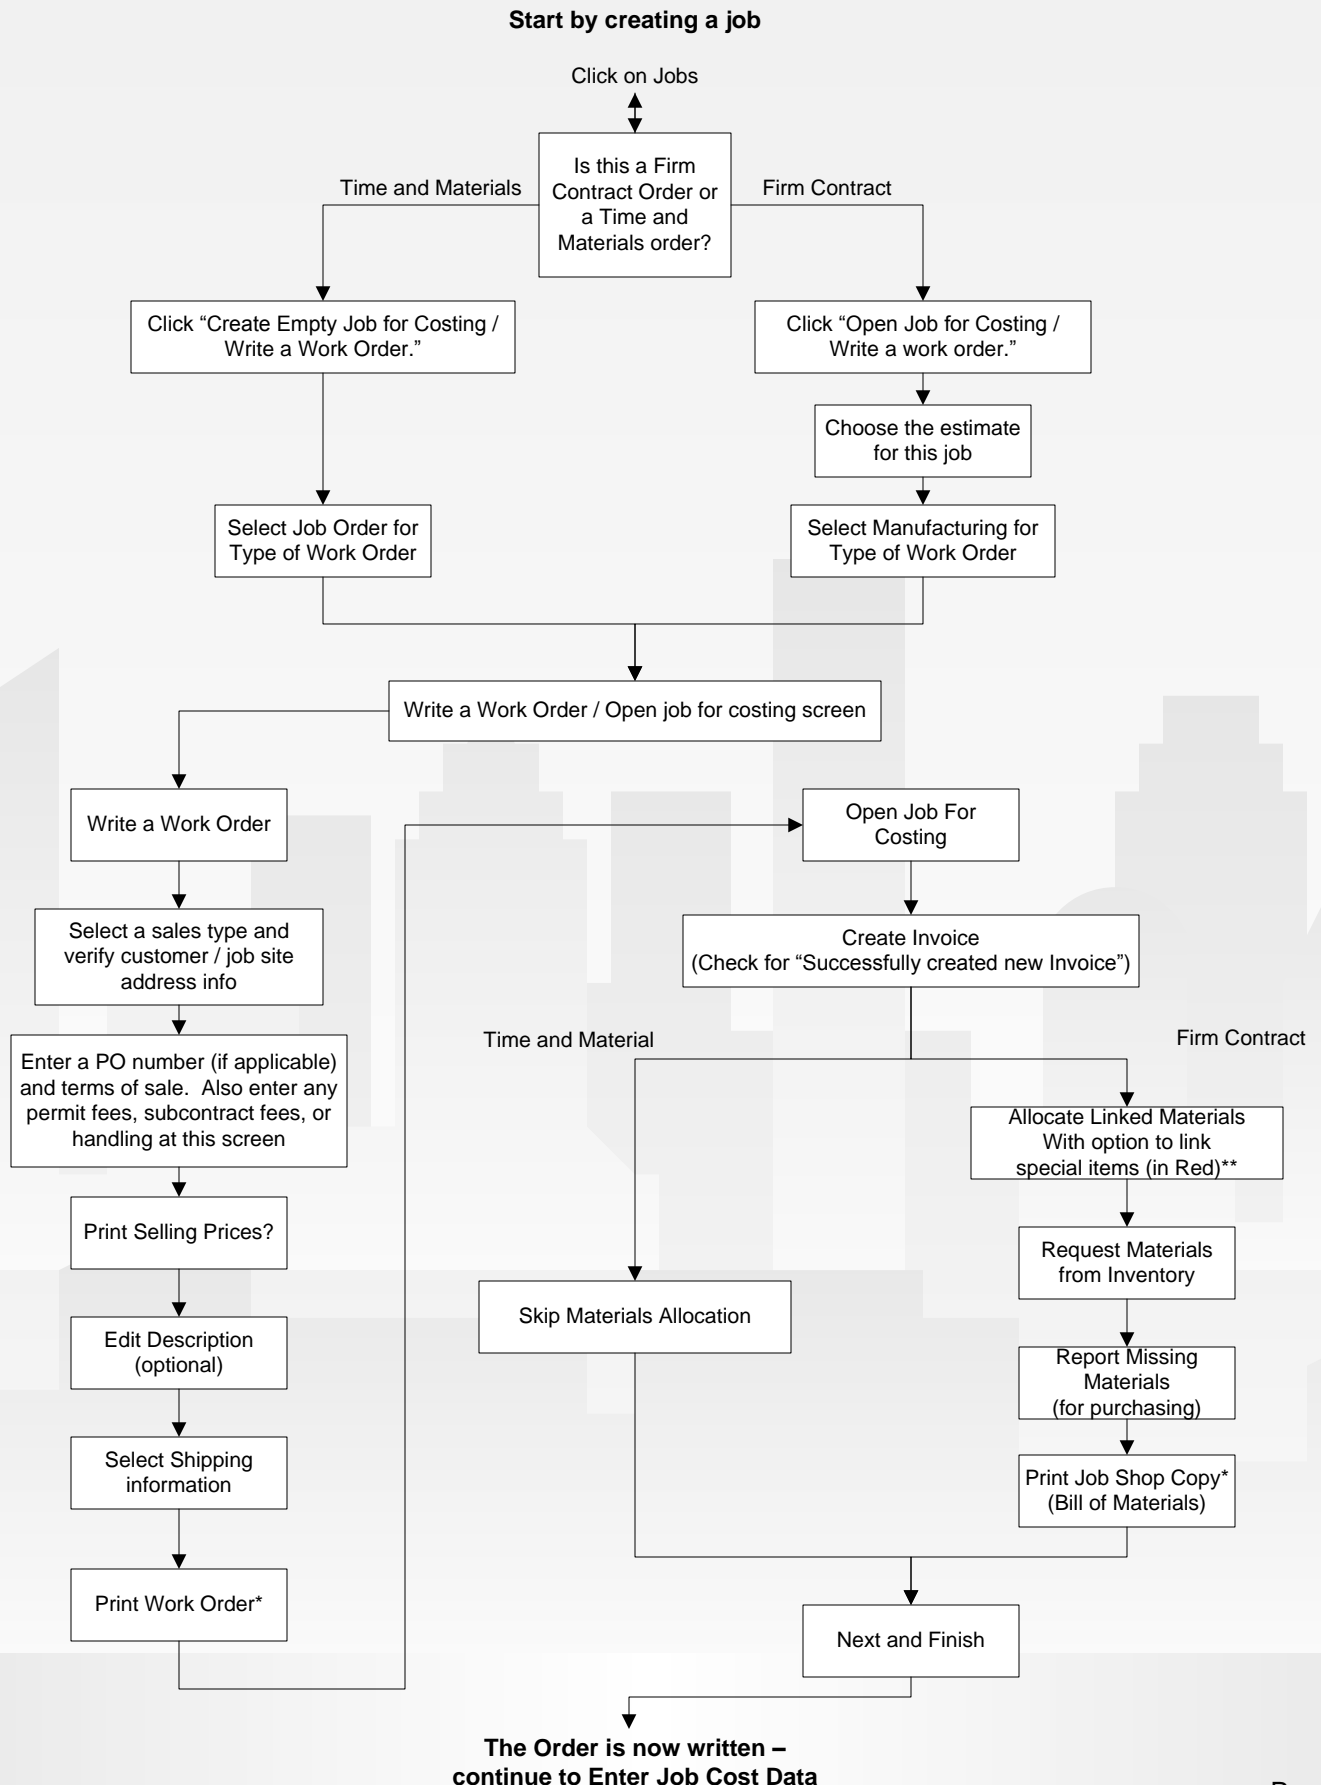 Start by creating a job
Click on Jobs
Is this a Firm
Contract Order or
a Time and
Materials order?
Time and Materials
Firm Contract
Click “Create Empty Job for Costing /
Write a Work Order.”
Click “Open Job for Costing /
Write a work order.”
Choose the estimate
for this job
Select Job Order for
Type of Work Order
Select Manufacturing for
Type of Work Order
Write a Work Order / Open job for costing screen
Write a Work Order
Select a sales type and
verify customer / job site
address info
Enter a PO number (if applicable)
and terms of sale.  Also enter any
permit fees, subcontract fees, or
handling at this screen
Print Selling Prices?
Edit Description
(optional)
Select Shipping
information
Print Work Order*
Open Job For
Costing
Create Invoice
(Check for “Successfully created new Invoice”)
Time and Material
Firm Contract
Skip Materials Allocation
Allocate Linked Materials
With option to link
special items (in Red)**
Request Materials
from Inventory
Report Missing
Materials
(for purchasing)
Print Job Shop Copy*
(Bill of Materials)
Next and Finish
The Order is now written –
continue to Enter Job Cost Data